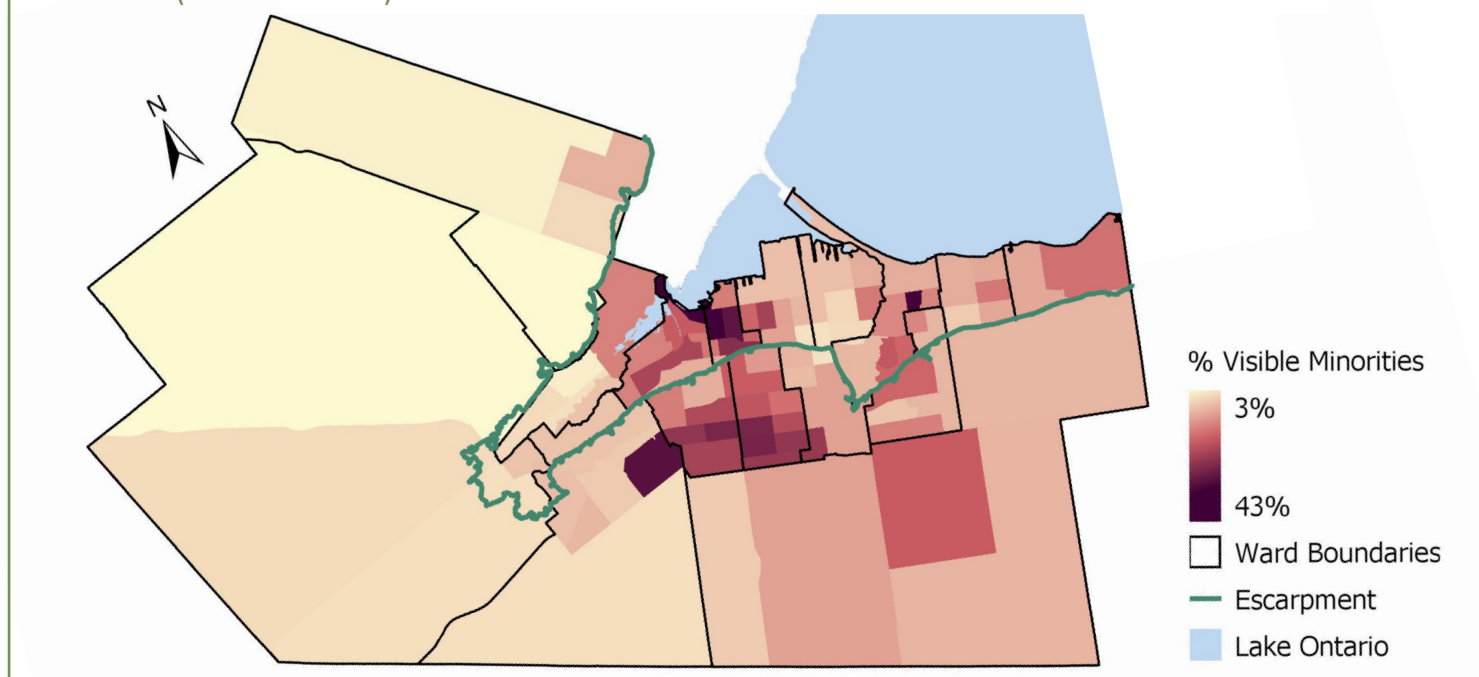 N
% Visible Minorities
3%
43%
Ward Boundaries
Escarpment
Lake Ontario